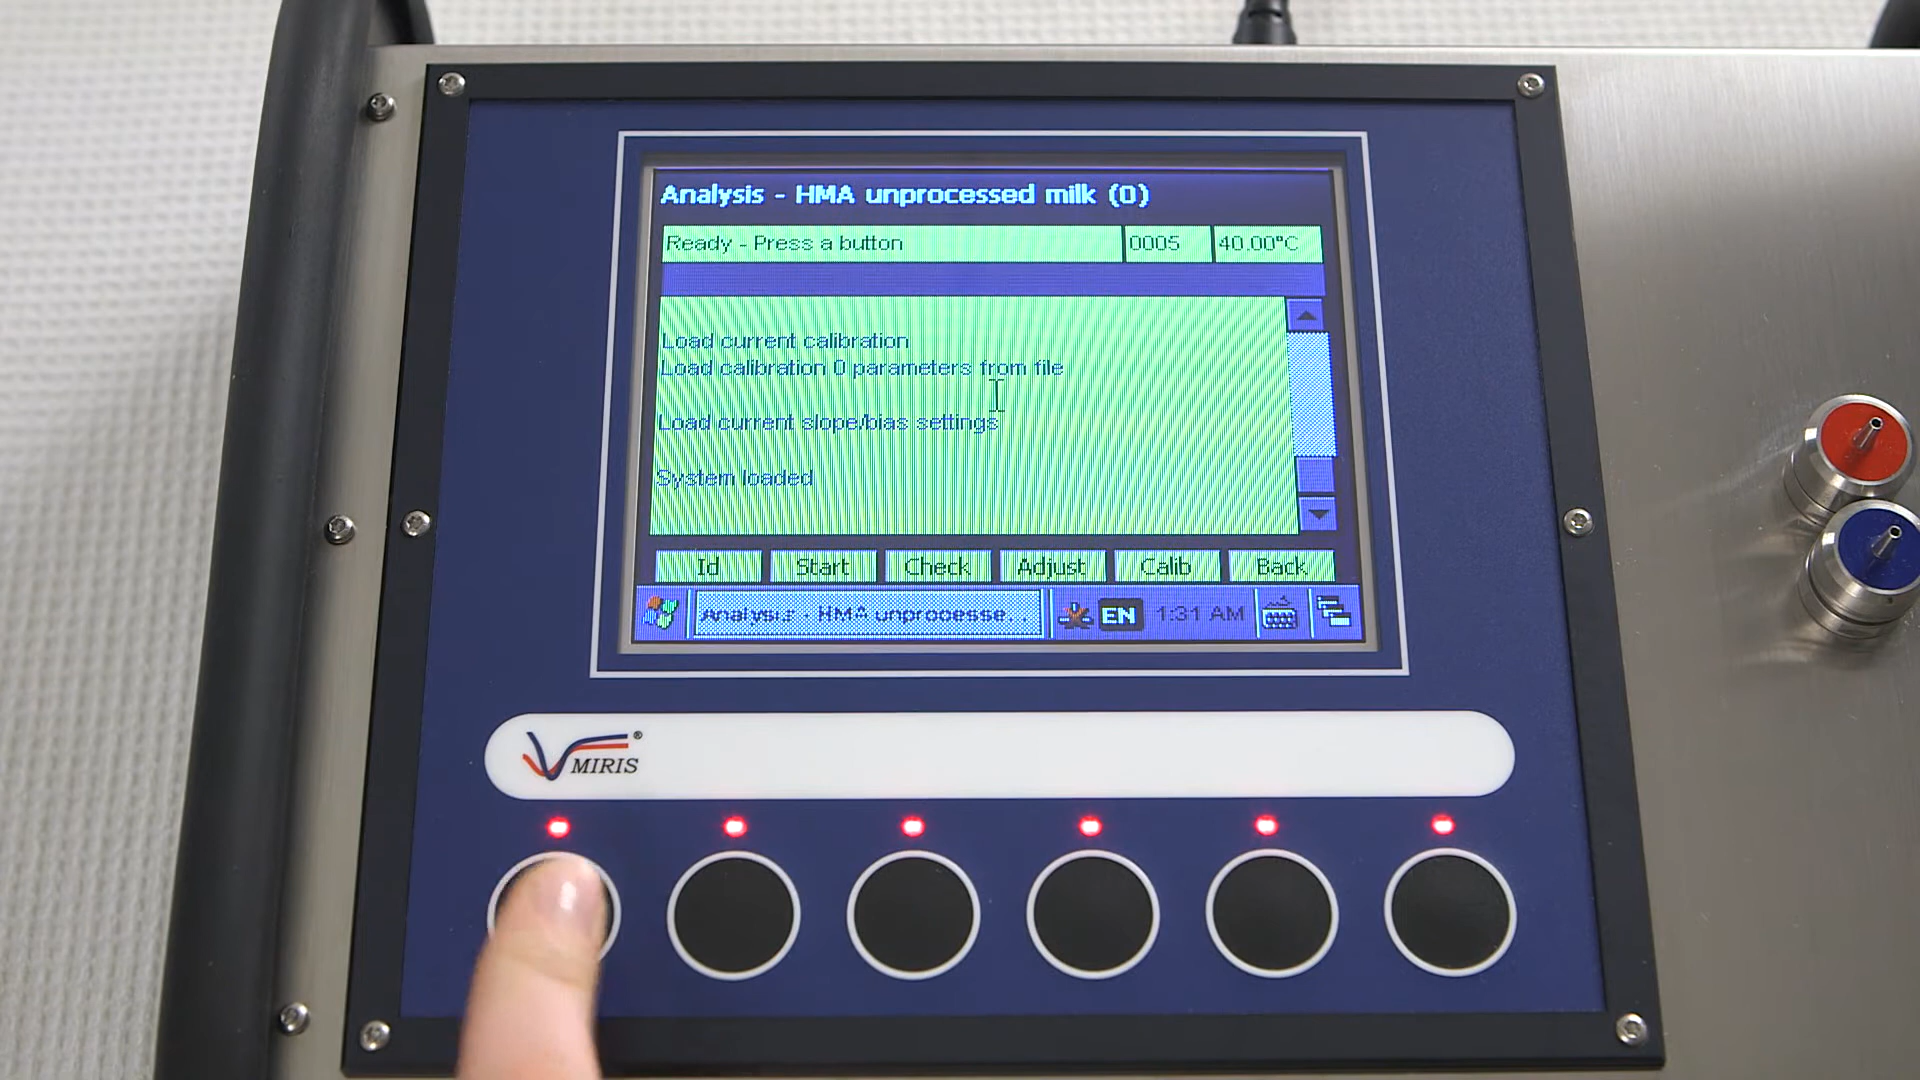 Analysis - HMA unprocessed milk (0)
Ready - Press a button 0005 40.00°C
Load current calibration
Load calibration 0 parameters from file
Load current slope/bias settings
System loaded
Id Start Check Adjust Calib Back
Analysis - HMA unprocesse... EN 1:31 AM
MIRIS®